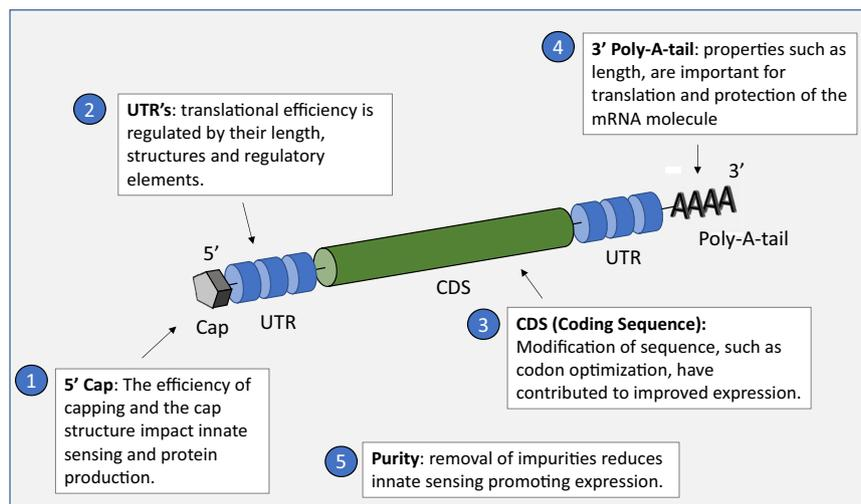 4
3’ Poly-A-tail: properties such as
length, are important for
translation and protection of the
mRNA molecule
2
UTR's: translational efficiency is
regulated by their length,
structures and regulatory
elements.
3’
AAAA
Poly-A-tail
UTR
5’
CDS
Cap
UTR
3
CDS (Coding Sequence):
Modification of sequence, such as
codon optimization, have
contributed to improved expression.
1
5’ Cap: The efficiency of
capping and the cap
structure impact innate
sensing and protein
production.
5
Purity: removal of impurities reduces
innate sensing promoting expression.